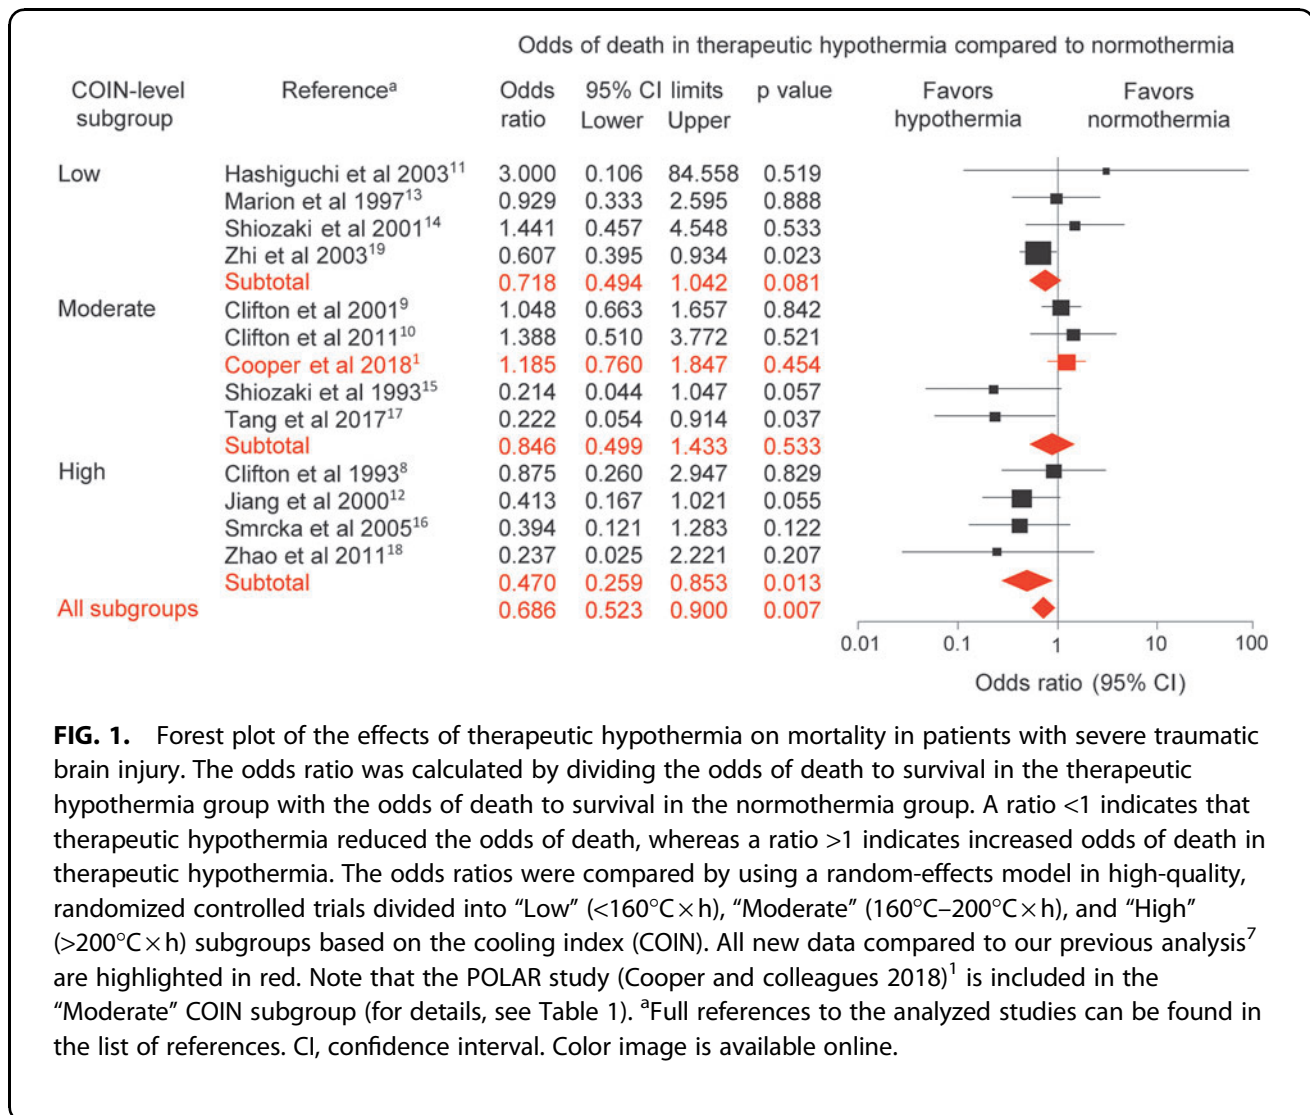 Odds of death in therapeutic hypothermia compared to normothermia
COIN-level Referenceᵃ Odds 95% CI limits p value Favors Favors
subgroup ratio Lower Upper hypothermia normothermia
Low Hashiguchi et al 2003¹¹ 3.000 0.106 84.558 0.519
Marion et al 1997¹³ 0.929 0.333 2.595 0.888
Shiozaki et al 2001¹⁴ 1.441 0.457 4.548 0.533
Zhi et al 2003¹⁹ 0.607 0.395 0.934 0.023
Subtotal 0.718 0.494 1.042 0.081
Moderate Clifton et al 2001⁹ 1.048 0.663 1.657 0.842
Clifton et al 2011¹⁰ 1.388 0.510 3.772 0.521
Cooper et al 2018¹ 1.185 0.760 1.847 0.454
Shiozaki et al 1993¹⁵ 0.214 0.044 1.047 0.057
Tang et al 2017¹⁷ 0.222 0.054 0.914 0.037
Subtotal 0.846 0.499 1.433 0.533
High Clifton et al 1993⁸ 0.875 0.260 2.947 0.829
Jiang et al 2000¹² 0.413 0.167 1.021 0.055
Smrcka et al 2005¹⁶ 0.394 0.121 1.283 0.122
Zhao et al 2011¹⁸ 0.237 0.025 2.221 0.207
Subtotal 0.470 0.259 0.853 0.013
All subgroups 0.686 0.523 0.900 0.007
0.01 0.1 1 10 100
Odds ratio (95% CI)
FIG. 1. Forest plot of the effects of therapeutic hypothermia on mortality in patients with severe traumatic
brain injury. The odds ratio was calculated by dividing the odds of death to survival in the therapeutic
hypothermia group with the odds of death to survival in the normothermia group. A ratio <1 indicates that
therapeutic hypothermia reduced the odds of death, whereas a ratio >1 indicates increased odds of death in
therapeutic hypothermia. The odds ratios were compared by using a random-effects model in high-quality,
randomized controlled trials divided into “Low” (<160°C×h), “Moderate” (160°C–200°C×h), and “High”
(>200°C×h) subgroups based on the cooling index (COIN). All new data compared to our previous analysis⁷
are highlighted in red. Note that the POLAR study (Cooper and colleagues 2018)¹ is included in the
“Moderate” COIN subgroup (for details, see Table 1). ᵃFull references to the analyzed studies can be found in
the list of references. CI, confidence interval. Color image is available online.